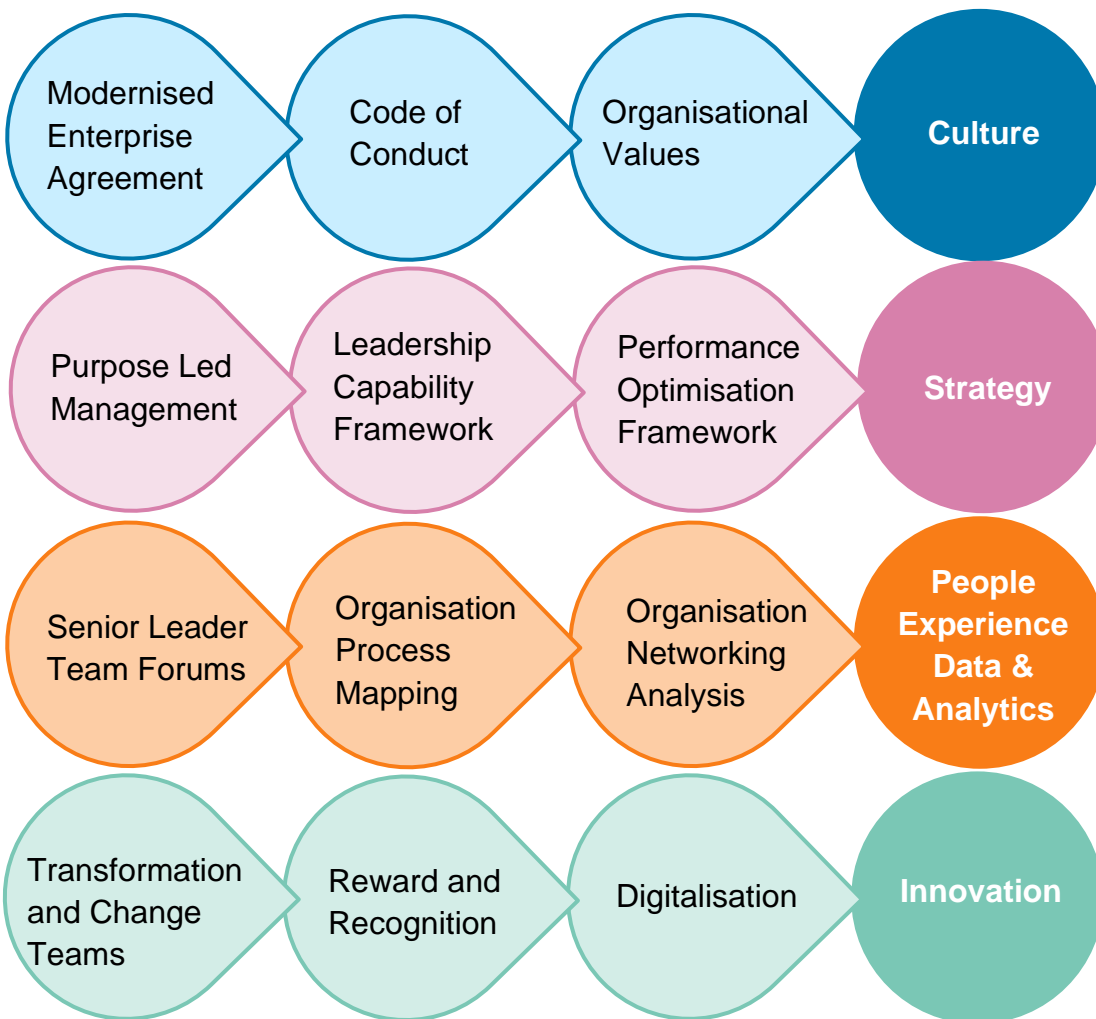 Modernised
Enterprise
Agreement
Code of
Conduct
Organisational
Values
Culture
Purpose Led
Management
Leadership
Capability
Framework
Performance
Optimisation
Framework
Strategy
Senior Leader
Team Forums
Organisation
Process
Mapping
Organisation
Networking
Analysis
People
Experience
Data &
Analytics
Transformation
and Change
Teams
Reward and
Recognition
Digitalisation
Innovation